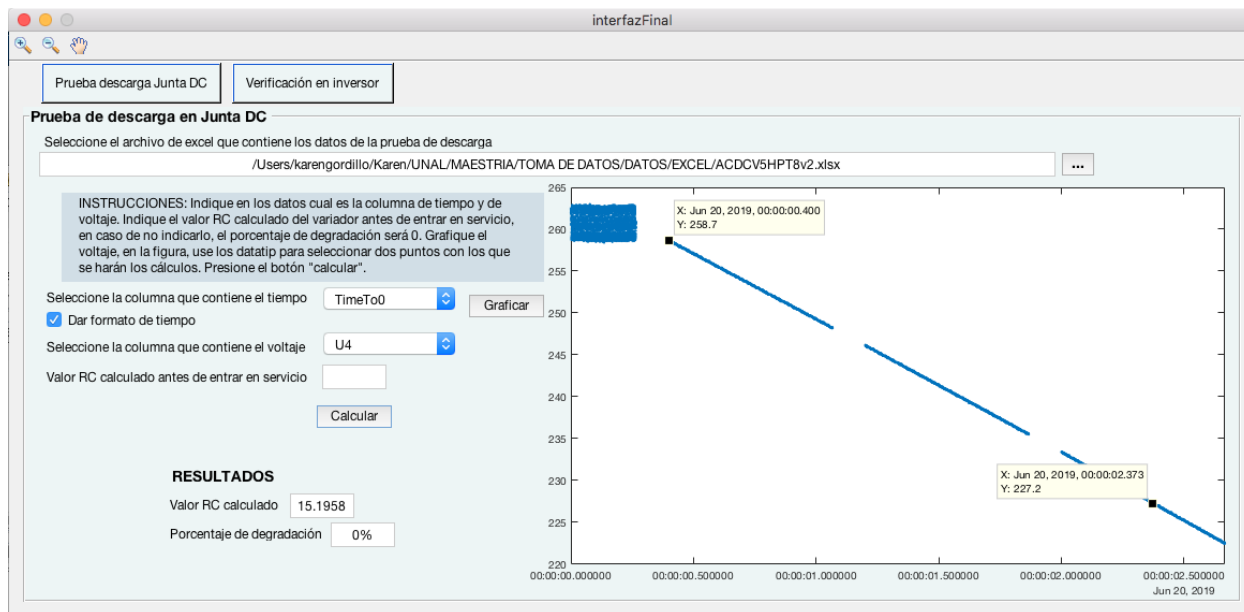 interfazFinal
Prueba descarga Junta DC
Verificación en inversor
Prueba de descarga en Junta DC
Seleccione el archivo de excel que contiene los datos de la prueba de descarga
/Users/karengordillo/Karen/UNAL/MAESTRIA/TOMA DE DATOS/DATOS/EXCEL/ACDCV5HPT8v2.xlsx
...
INSTRUCCIONES: Indique en los datos cual es la columna de tiempo y de
voltaje. Indique el valor RC calculado del variador antes de entrar en servicio,
en caso de no indicarlo, el porcentaje de degradación será 0. Grafique el
voltaje, en la figura, use los datatip para seleccionar dos puntos con los que
se harán los cálculos. Presione el botón "calcular".
Seleccione la columna que contiene el tiempo
TimeTo0
Graficar
Dar formato de tiempo
Seleccione la columna que contiene el voltaje
U4
Valor RC calculado antes de entrar en servicio
Calcular
RESULTADOS
Valor RC calculado
15.1958
Porcentaje de degradación
0%
265
260
255
250
245
240
235
230
225
220
X: Jun 20, 2019, 00:00:00.400
Y: 258.7
X: Jun 20, 2019, 00:00:02.373
Y: 227.2
00:00:00.000000
00:00:00.500000
00:00:01.000000
00:00:01.500000
00:00:02.000000
00:00:02.500000
Jun 20, 2019